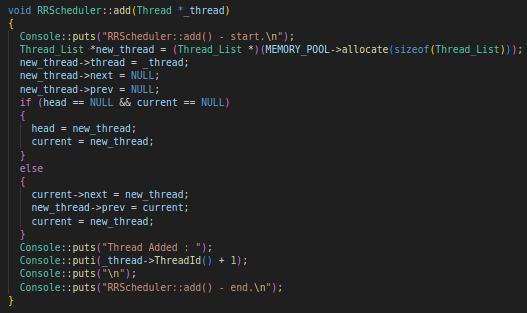 void RRScheduler::add(Thread *_thread)
{
  Console::puts("RRScheduler::add() - start.\n");
  Thread_List *new_thread = (Thread_List *)(MEMORY_POOL->allocate(sizeof(Thread_List)));
  new_thread->thread = _thread;
  new_thread->next = NULL;
  new_thread->prev = NULL;
  if (head == NULL && current == NULL)
  {
    head = new_thread;
    current = new_thread;
  }
  else
  {
    current->next = new_thread;
    new_thread->prev = current;
    current = new_thread;
  }
  Console::puts("Thread Added : ");
  Console::puti(_thread->ThreadId() + 1);
  Console::puts("\n");
  Console::puts("RRScheduler::add() - end.\n");
}